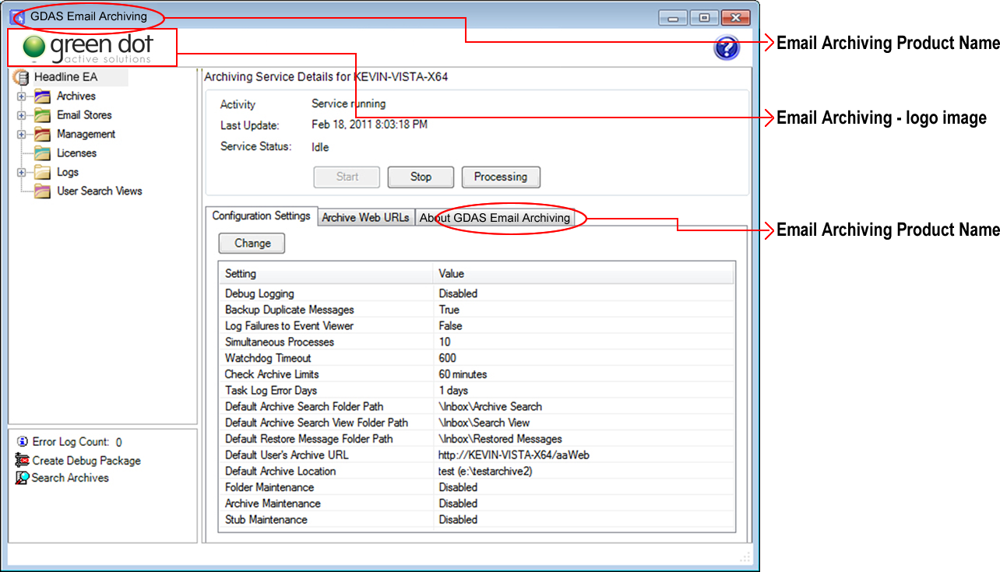 GDAS Email Archiving
Email Archiving Product Name
green dot
active solutions
?
Headline EA
Archives
Email Stores
Management
Licenses
Logs
User Search Views
Archiving Service Details for KEVIN-VISTA-X64
Activity Service running
Last Update: Feb 18, 2011 8:03:18 PM
Service Status: Idle
Start Stop Processing
Email Archiving - logo image
Configuration Settings Archive Web URLs About GDAS Email Archiving
Email Archiving Product Name
Change
Setting Value
Debug Logging Disabled
Backup Duplicate Messages True
Log Failures to Event Viewer False
Simultaneous Processes 10
Watchdog Timeout 600
Check Archive Limits 60 minutes
Task Log Error Days 1 days
Default Archive Search Folder Path \Inbox\Archive Search
Default Archive Search View Folder Path \Inbox\Search View
Default Restore Message Folder Path \Inbox\Restored Messages
Default User's Archive URL http://KEVIN-VISTA-X64/aaWeb
Default Archive Location test (e:\testarchive2)
Folder Maintenance Disabled
Archive Maintenance Disabled
Stub Maintenance Disabled
Error Log Count: 0
Create Debug Package
Search Archives